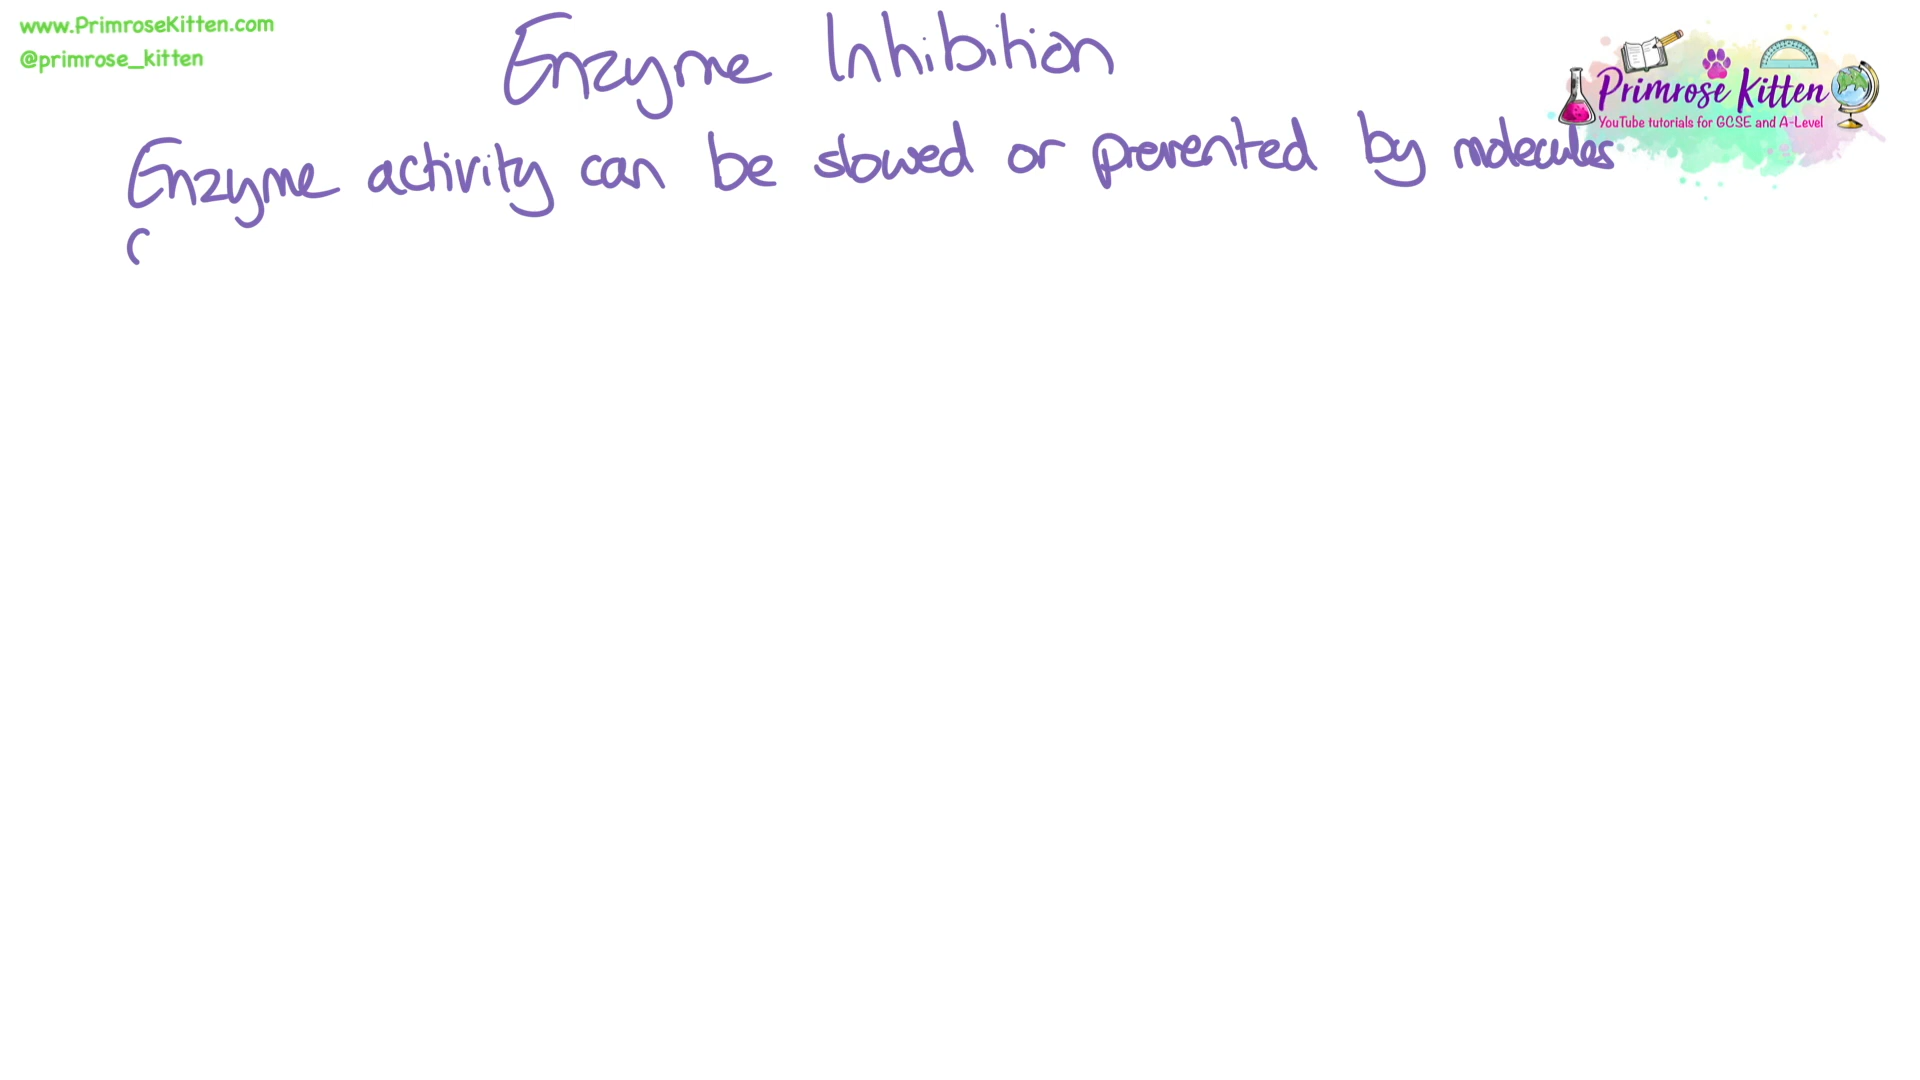 www.PrimroseKitten.com
@primrose_kitten
Enzyme Inhibition
Primrose Kitten
YouTube tutorials for GCSE and A-Level
Enzyme activity can be slowed or prevented by molecules